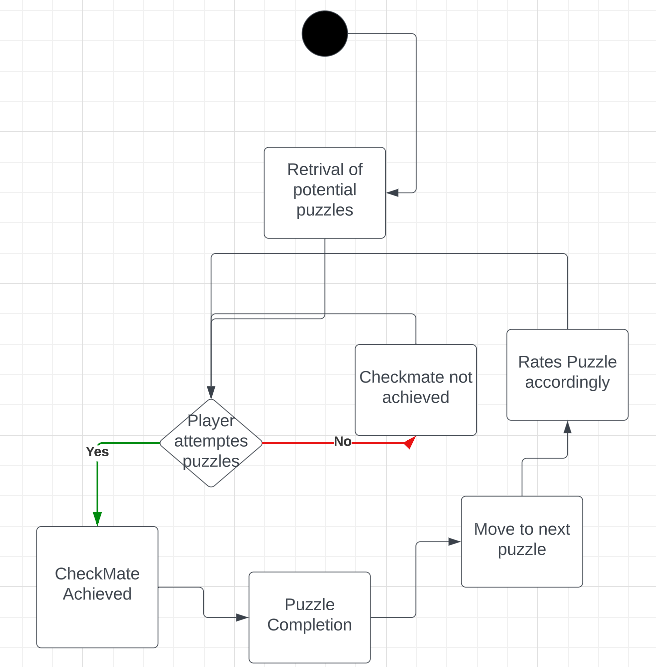 Retrival of
potential
puzzles
Checkmate not
achieved
Rates Puzzle
accordingly
Player
attemptes
puzzles
No
Yes
Move to next
puzzle
CheckMate
Achieved
Puzzle
Completion